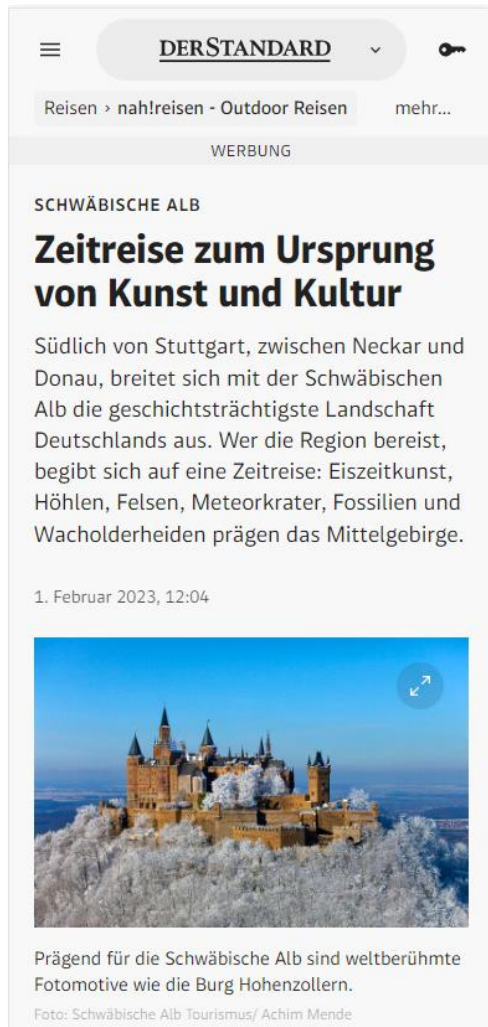 DERSTANDARD
Reisen › nah!reisen - Outdoor Reisen mehr...
WERBUNG
SCHWÄBISCHE ALB
Zeitreise zum Ursprung
von Kunst und Kultur
Südlich von Stuttgart, zwischen Neckar und
Donau, breitet sich mit der Schwäbischen
Alb die geschichtsträchtigste Landschaft
Deutschlands aus. Wer die Region bereist,
begibt sich auf eine Zeitreise: Eiszeitkunst,
Höhlen, Felsen, Meteorkrater, Fossilien und
Wacholderheiden prägen das Mittelgebirge.
1. Februar 2023, 12:04
Prägend für die Schwäbische Alb sind weltberühmte
Fotomotive wie die Burg Hohenzollern.
Foto: Schwäbische Alb Tourismus/ Achim Mende